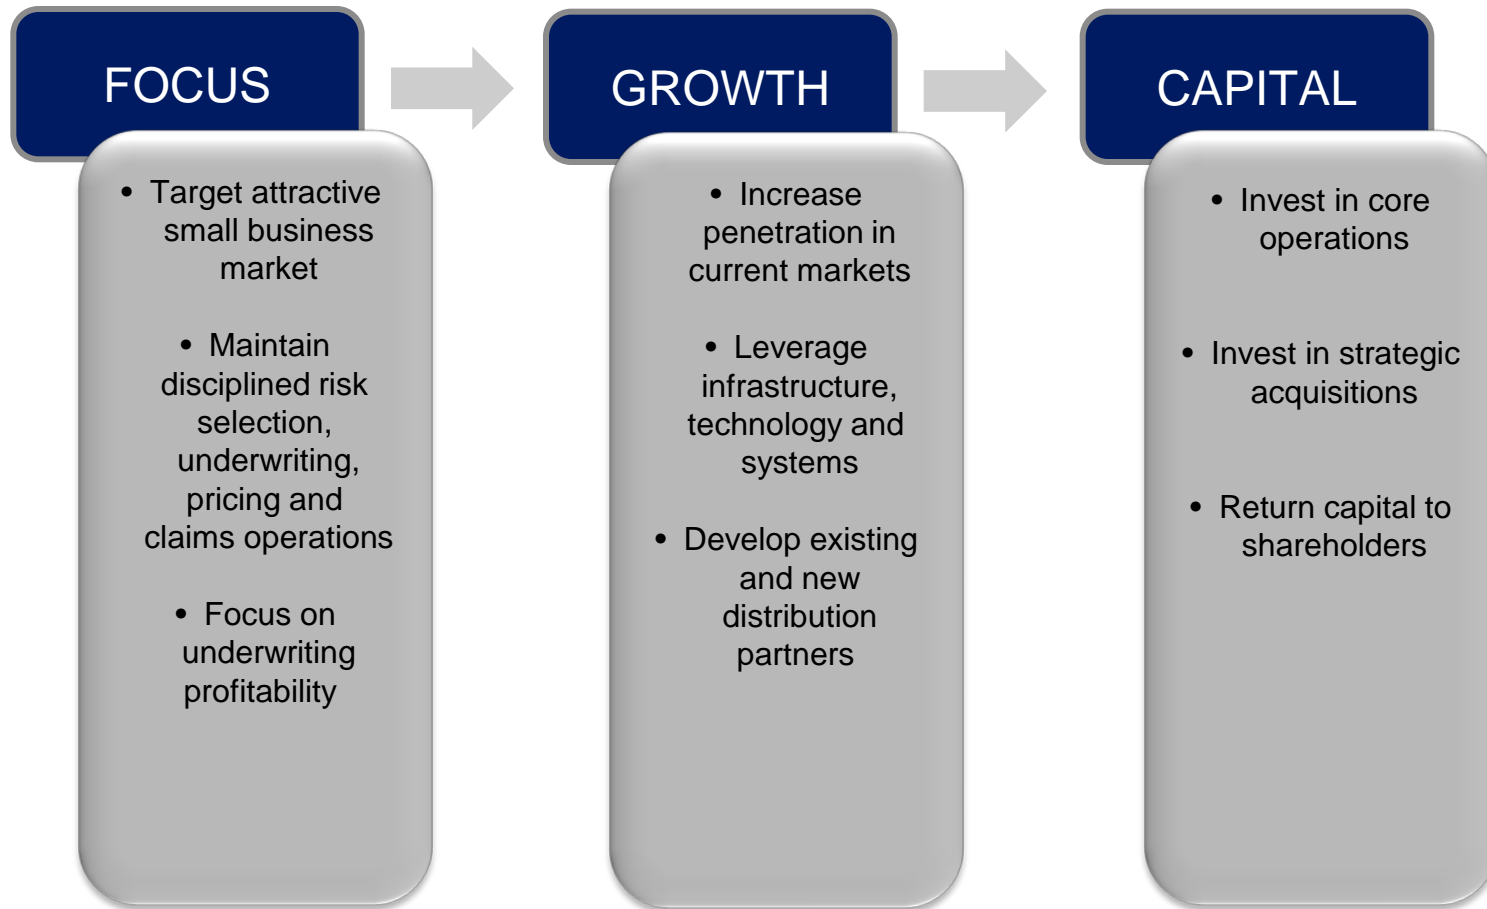 FOCUS
• Target attractive
small business
market
• Maintain
disciplined risk
selection,
underwriting,
pricing and
claims operations
• Focus on
underwriting
profitability
GROWTH
• Increase
penetration in
current markets
• Leverage
infrastructure,
technology and
systems
• Develop existing
and new
distribution
partners
CAPITAL
• Invest in core
operations
• Invest in strategic
acquisitions
• Return capital to
shareholders